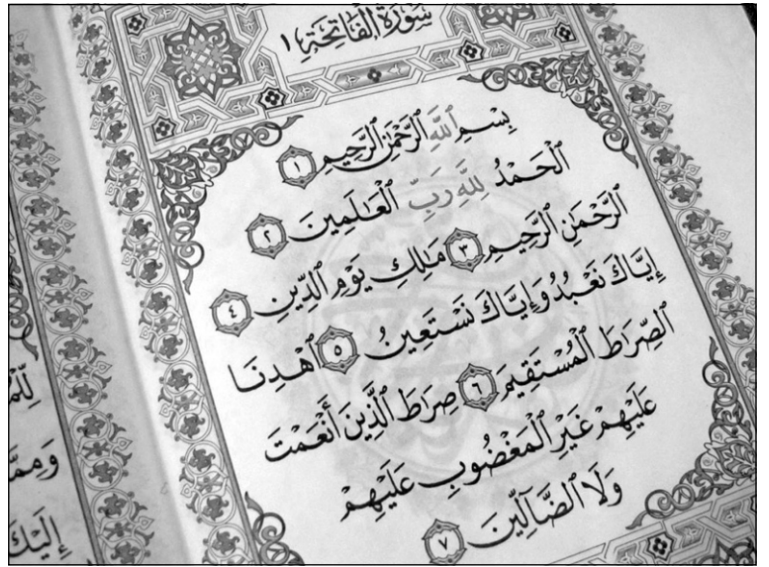 سُورَةُ الفَاتِحَةِ ١
بِسْمِ ٱللَّهِ ٱلرَّحْمَٰنِ ٱلرَّحِيمِ ١
ٱلْحَمْدُ لِلَّهِ رَبِّ ٱلْعَٰلَمِينَ ٢
ٱلرَّحْمَٰنِ ٱلرَّحِيمِ ٣ مَٰلِكِ يَوْمِ ٱلدِّينِ ٤
إِيَّاكَ نَعْبُدُ وَإِيَّاكَ نَسْتَعِينُ ٥ ٱهْدِنَا
ٱلصِّرَٰطَ ٱلْمُسْتَقِيمَ ٦ صِرَٰطَ ٱلَّذِينَ أَنْعَمْتَ
عَلَيْهِمْ غَيْرِ ٱلْمَغْضُوبِ عَلَيْهِمْ
وَلَا ٱلضَّآلِّينَ ٧
إِلَيْكَ